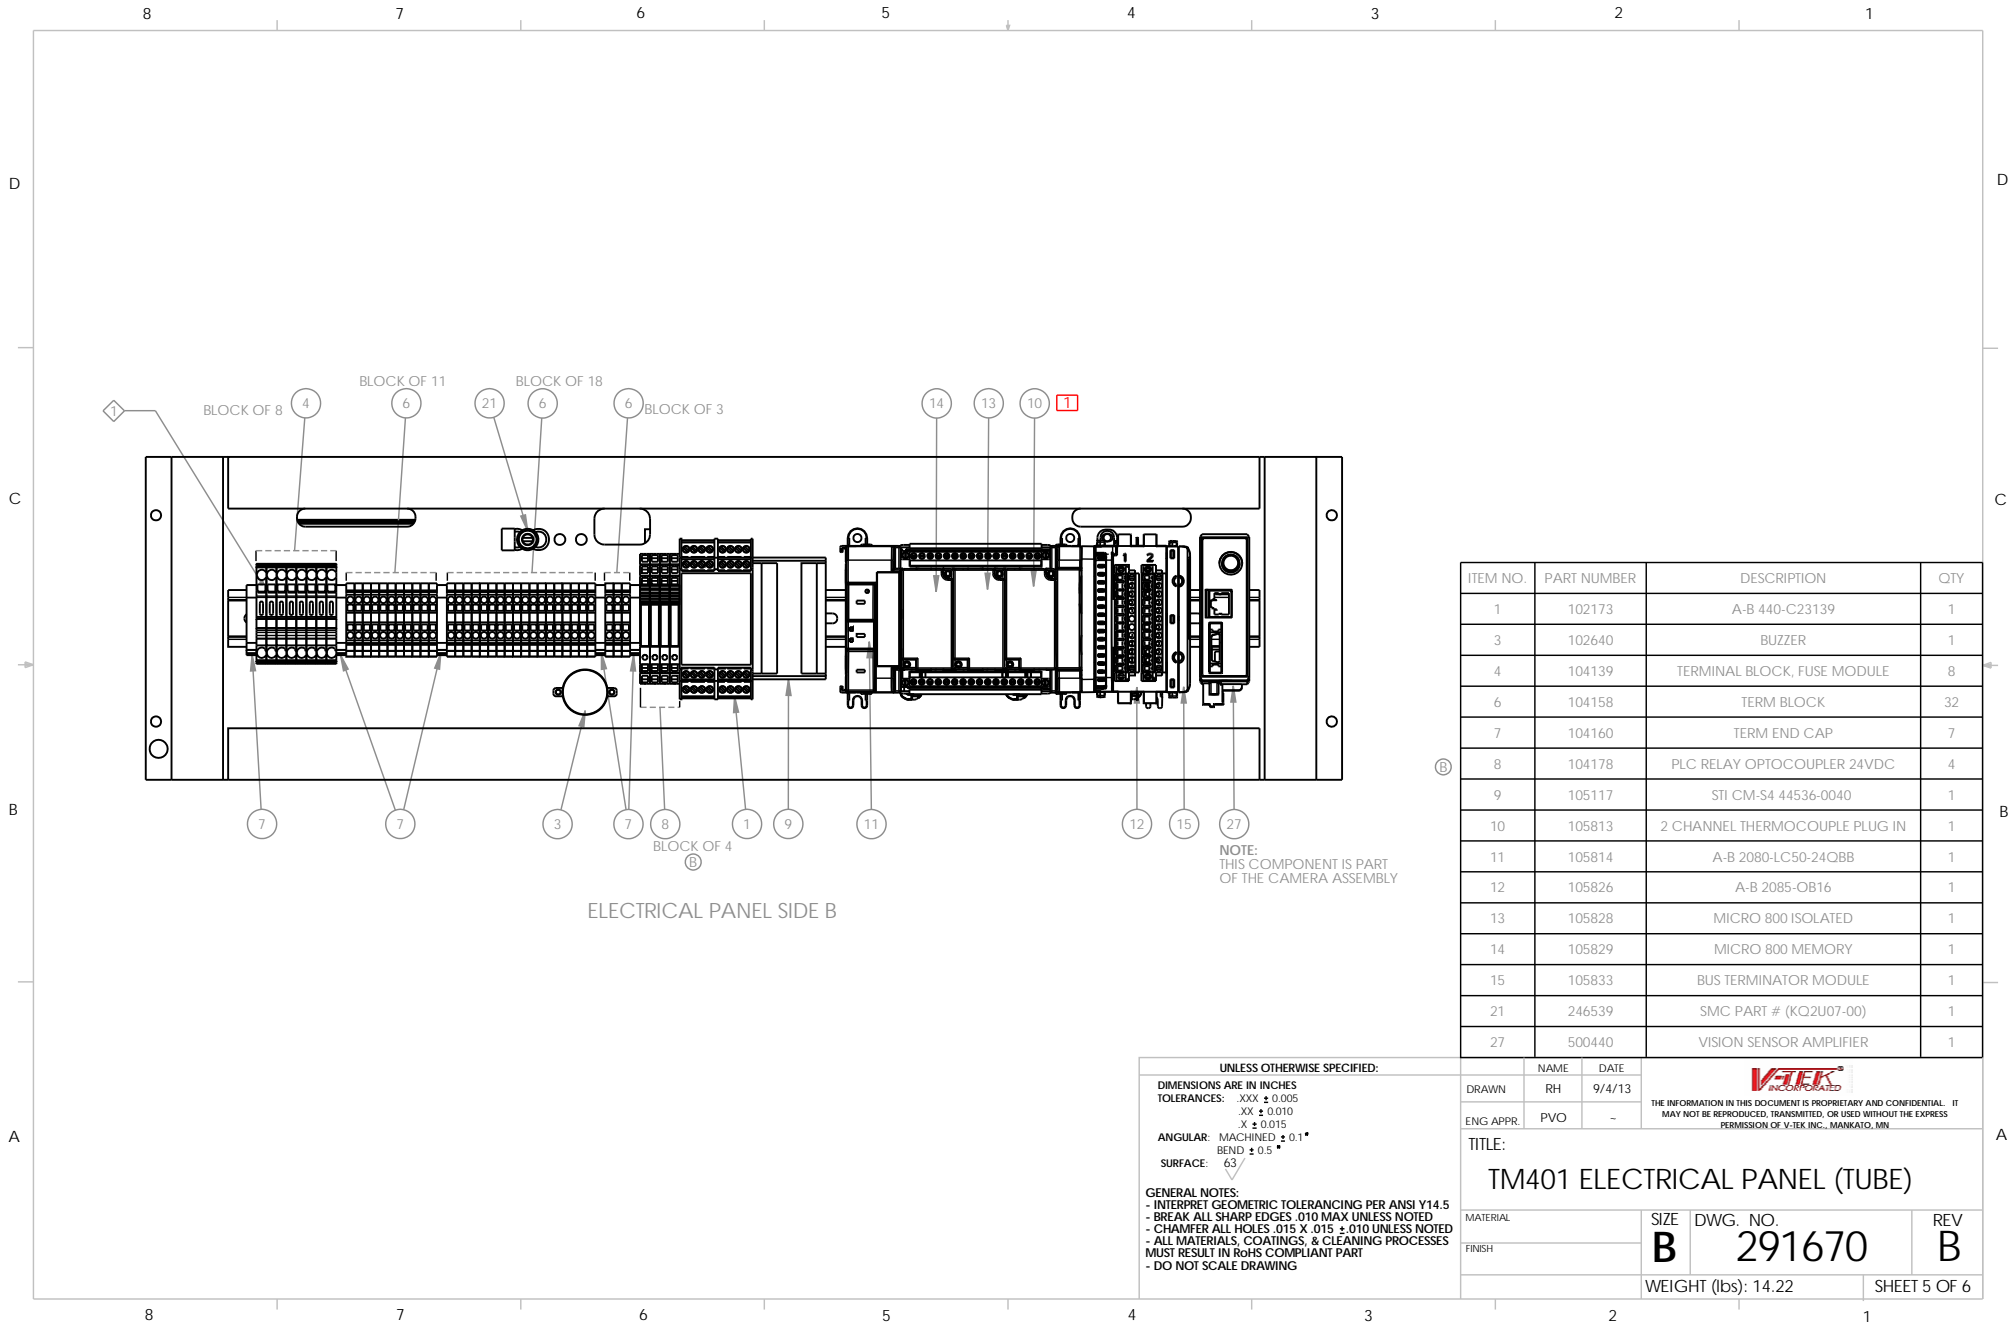 8 7 6 5 4 3 2 1
D D
BLOCK OF 11 BLOCK OF 18
1 BLOCK OF 8 4 6 21 6 6 BLOCK OF 3 14 13 10 1
C C
1 2
ITEM NO. PART NUMBER DESCRIPTION QTY
1 102173 A-B 440-C23139 1
3 102640 BUZZER 1
4 104139 TERMINAL BLOCK, FUSE MODULE 8
6 104158 TERM BLOCK 32
7 104160 TERM END CAP 7
8 104178 PLC RELAY OPTOCOUPLER 24VDC 4
9 105117 STI CM-S4 44536-0040 1
10 105813 2 CHANNEL THERMOCOUPLE PLUG IN 1
11 105814 A-B 2080-LC50-24QBB 1
12 105826 A-B 2085-OB16 1
13 105828 MICRO 800 ISOLATED 1
14 105829 MICRO 800 MEMORY 1
15 105833 BUS TERMINATOR MODULE 1
21 246539 SMC PART # (KQ2U07-00) 1
27 500440 VISION SENSOR AMPLIFIER 1
B
B B
7 7 3 7 8 1 9 11 12 15 27
BLOCK OF 4
B
NOTE:
THIS COMPONENT IS PART
OF THE CAMERA ASSEMBLY
ELECTRICAL PANEL SIDE B
UNLESS OTHERWISE SPECIFIED:
DIMENSIONS ARE IN INCHES
TOLERANCES: .XXX ± 0.005
.XX ± 0.010
.X ± 0.015
ANGULAR: MACHINED ± 0.1°
BEND ± 0.5 °
SURFACE: 63
GENERAL NOTES:
- INTERPRET GEOMETRIC TOLERANCING PER ANSI Y14.5
- BREAK ALL SHARP EDGES .010 MAX UNLESS NOTED
- CHAMFER ALL HOLES .015 X .015 ±.010 UNLESS NOTED
- ALL MATERIALS, COATINGS, & CLEANING PROCESSES
MUST RESULT IN RoHS COMPLIANT PART
- DO NOT SCALE DRAWING
NAME DATE
DRAWN RH 9/4/13
ENG APPR. PVO ~
V-TEK ®
INCORPORATED
THE INFORMATION IN THIS DOCUMENT IS PROPRIETARY AND CONFIDENTIAL. IT
MAY NOT BE REPRODUCED, TRANSMITTED, OR USED WITHOUT THE EXPRESS
PERMISSION OF V-TEK INC., MANKATO, MN
A A
TITLE:
TM401 ELECTRICAL PANEL (TUBE)
MATERIAL
FINISH
SIZE
B
DWG. NO.
291670
REV
B
WEIGHT (lbs): 14.22 SHEET 5 OF 6
8 7 6 5 4 3 2 1